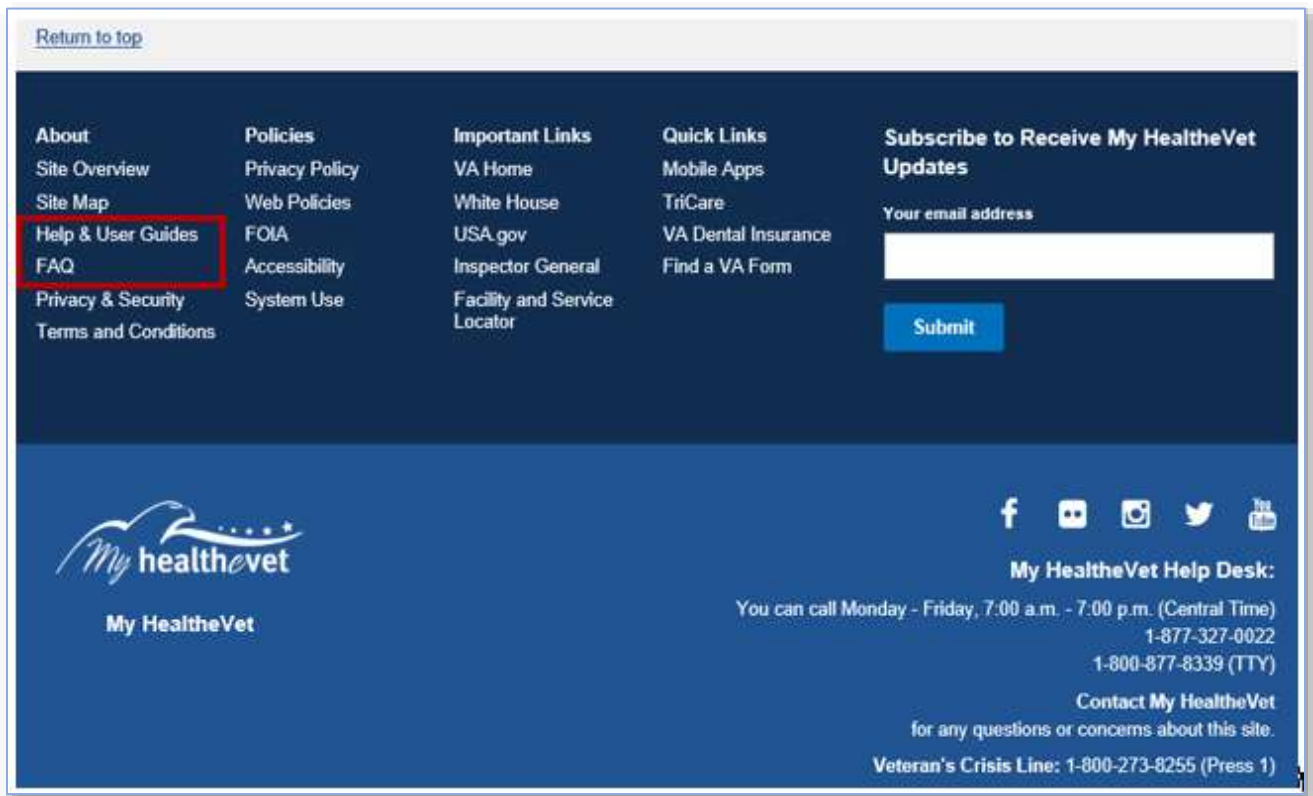 Return to top
About
Site Overview
Site Map
Help & User Guides
FAQ
Privacy & Security
Terms and Conditions
Policies
Privacy Policy
Web Policies
FOIA
Accessibility
System Use
Important Links
VA Home
White House
USA.gov
Inspector General
Facility and Service
Locator
Quick Links
Mobile Apps
TriCare
VA Dental Insurance
Find a VA Form
Subscribe to Receive My HealtheVet
Updates
Your email address
Submit
My healthevet
My HealtheVet
f
You
Tube
My HealtheVet Help Desk:
You can call Monday - Friday, 7:00 a.m. - 7:00 p.m. (Central Time)
1-877-327-0022
1-800-877-8339 (TTY)
Contact My HealtheVet
for any questions or concerns about this site.
Veteran's Crisis Line: 1-800-273-8255 (Press 1)